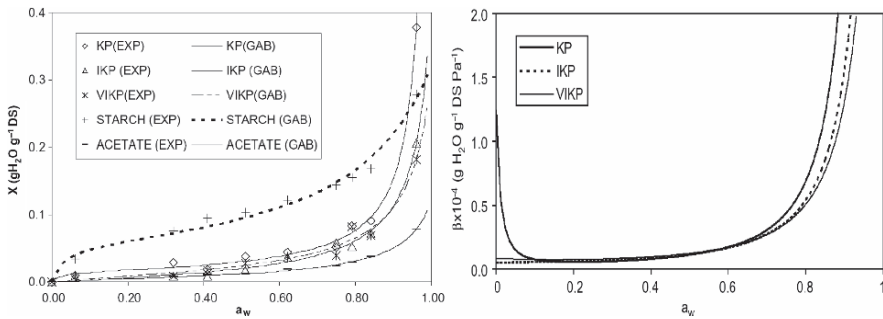 0.4
0.3
0.2
0.1
0.0
X (gH₂O g⁻¹ DS)
KP(EXP) KP(GAB)
IKP (EXP) IKP (GAB)
VIKP(EXP) VIKP(GAB)
STARCH (EXP) STARCH (GAB)
ACETATE (EXP) ACETATE (GAB)
0.00 0.20 0.40 0.60 0.80 1.00
a_w
2.0
1.5
1.0
0.5
0.0
β×10⁻⁴ (g H₂O g⁻¹ DS Pa⁻¹)
KP
IKP
VIKP
0 0.2 0.4 0.6 0.8 1
a_w